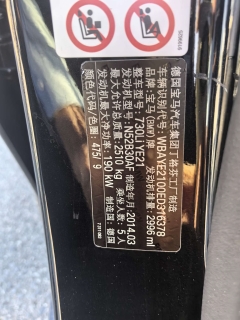 德国宝马汽车集团丁格芬工厂制造
车辆识别代号: WBAYE2100ED316378
品牌: 宝马(BMW)牌 发动机排量: 2996 ml
整车型号: 730Li YE21
发动机型号: N52B30AF 制造年月: 2014.03
最大允许总质量: 2510 kg 乘坐人数: 5人
发动机最大净功率: 190 kW 制造国: 德国
颜色代码/色圈: 475/ 9